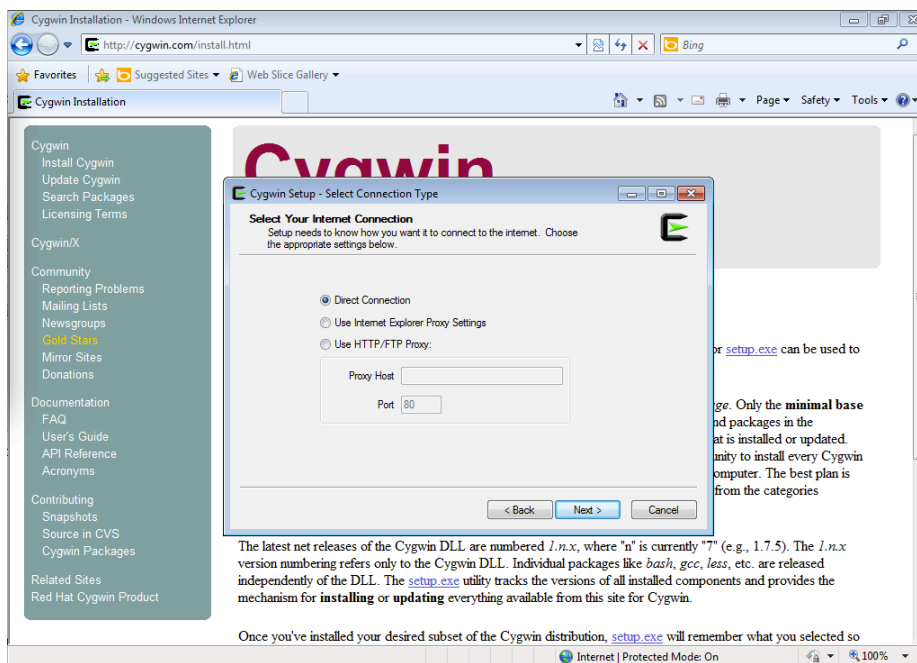 Cygwin Installation - Windows Internet Explorer
http://cygwin.com/install.html
Bing
Favorites
Suggested Sites
Web Slice Gallery
Cygwin Installation
Page
Safety
Tools
Cygwin
Install Cygwin
Update Cygwin
Search Packages
Licensing Terms
Cygwin/X
Community
Reporting Problems
Mailing Lists
Newsgroups
Gold Stars
Mirror Sites
Donations
Documentation
FAQ
User's Guide
API Reference
Acronyms
Contributing
Snapshots
Source in CVS
Cygwin Packages
Related Sites
Red Hat Cygwin Product
Cygwin
Cygwin Setup - Select Connection Type
Select Your Internet Connection
Setup needs to know how you want it to connect to the internet. Choose
the appropriate settings below.
Direct Connection
Use Internet Explorer Proxy Settings
Use HTTP/FTP Proxy:
Proxy Host
Port 80
< Back
Next >
Cancel
or setup.exe can be used to
Only the minimal base
packages in the
is installed or updated.
to install every Cygwin
The best plan is
from the categories
The latest net releases of the Cygwin DLL are numbered 1.n.x, where "n" is currently "7" (e.g., 1.7.5). The 1.n.x
version numbering refers only to the Cygwin DLL. Individual packages like bash, gcc, less, etc. are released
independently of the DLL. The setup.exe utility tracks the versions of all installed components and provides the
mechanism for installing or updating everything available from this site for Cygwin.
Once you've installed your desired subset of the Cygwin distribution, setup.exe will remember what you selected so
Internet | Protected Mode: On
100%